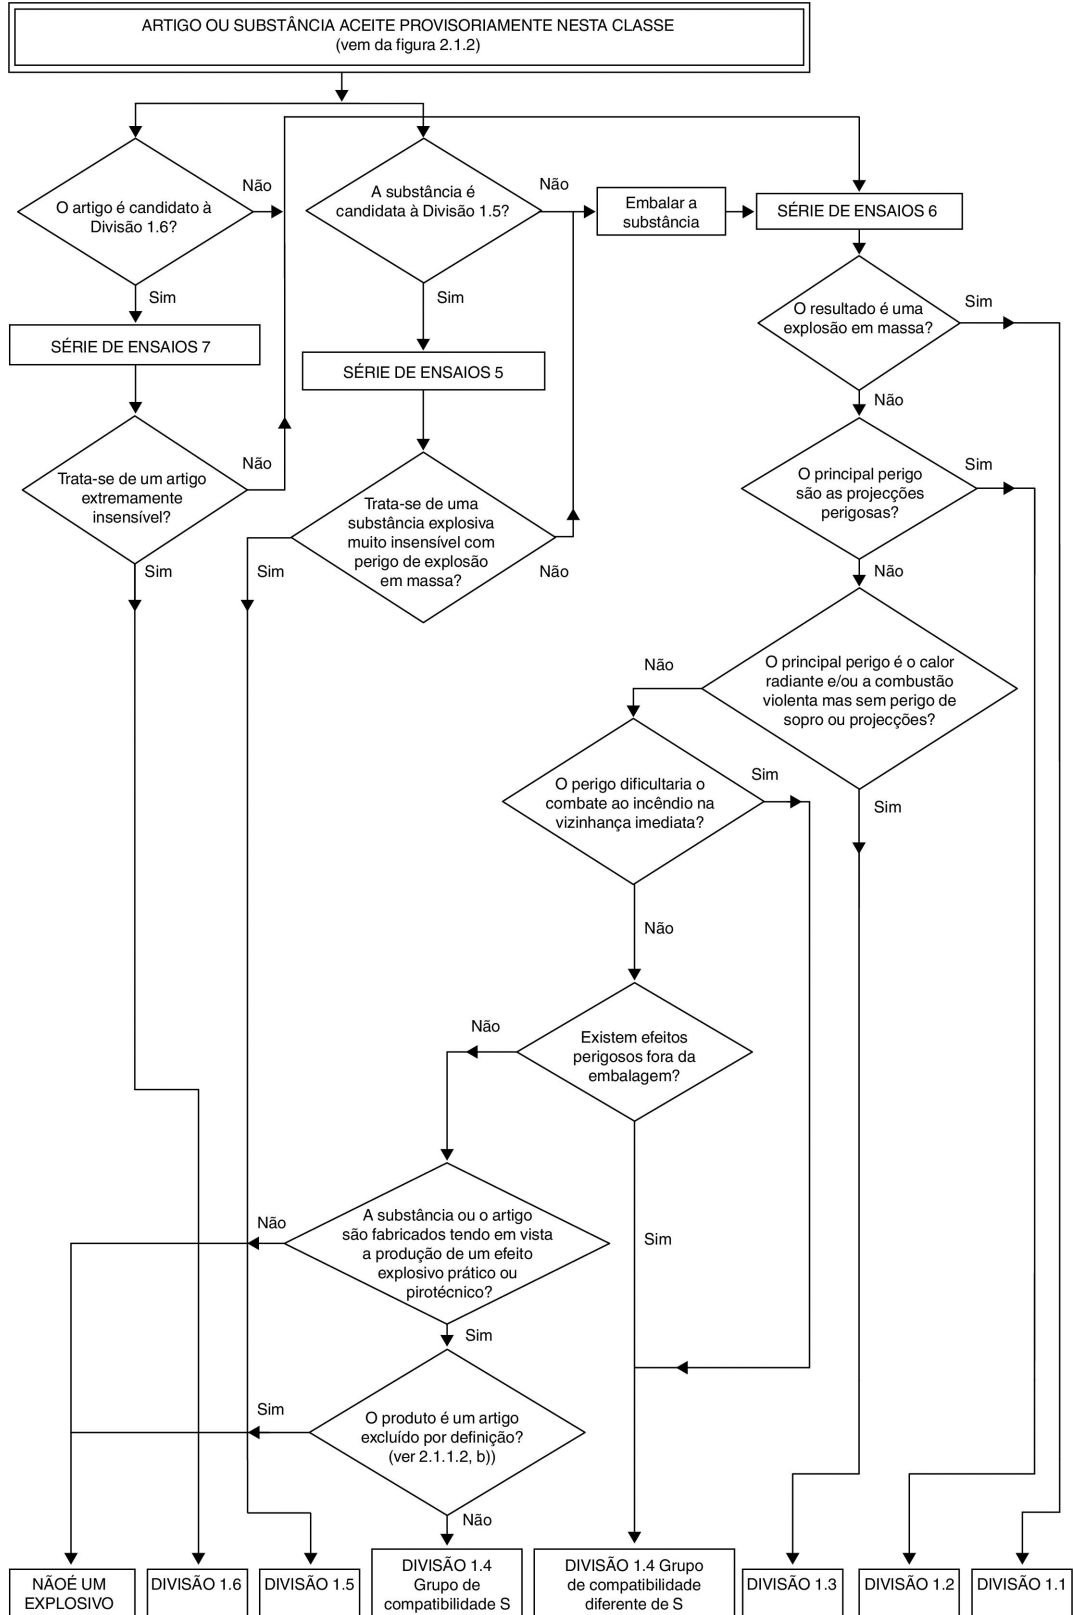 ARTIGO OU SUBSTÂNCIA ACEITE PROVISORIAMENTE NESTA CLASSE
(vem da figura 2.1.2)
O artigo é candidato à
Divisão 1.6?
Não
Sim
SÉRIE DE ENSAIOS 7
Trata-se de um artigo
extremamente
insensível?
Não
Sim
A substância é
candidata à Divisão 1.5?
Não
Sim
SÉRIE DE ENSAIOS 5
Trata-se de uma
substância explosiva
muito insensível com
perigo de explosão
em massa?
Sim
Não
Embalar a
substância
SÉRIE DE ENSAIOS 6
O resultado é uma
explosão em massa?
Sim
Não
O principal perigo
são as projecções
perigosas?
Sim
Não
O principal perigo é o calor
radiante e/ou a combustão
violenta mas sem perigo de
sopro ou projecções?
Não
Sim
O perigo dificultaria o
combate ao incêndio na
vizinhança imediata?
Sim
Não
Existem efeitos
perigosos fora da
embalagem?
Não
Sim
A substância ou o artigo
são fabricados tendo em vista
a produção de um efeito
explosivo prático ou
pirotécnico?
Não
Sim
O produto é um artigo
excluído por definição?
(ver 2.1.1.2, b))
Sim
Não
NÃOÉ UM
EXPLOSIVO
DIVISÃO 1.6
DIVISÃO 1.5
DIVISÃO 1.4
Grupo de
compatibilidade S
DIVISÃO 1.4 Grupo
de compatibilidade
diferente de S
DIVISÃO 1.3
DIVISÃO 1.2
DIVISÃO 1.1